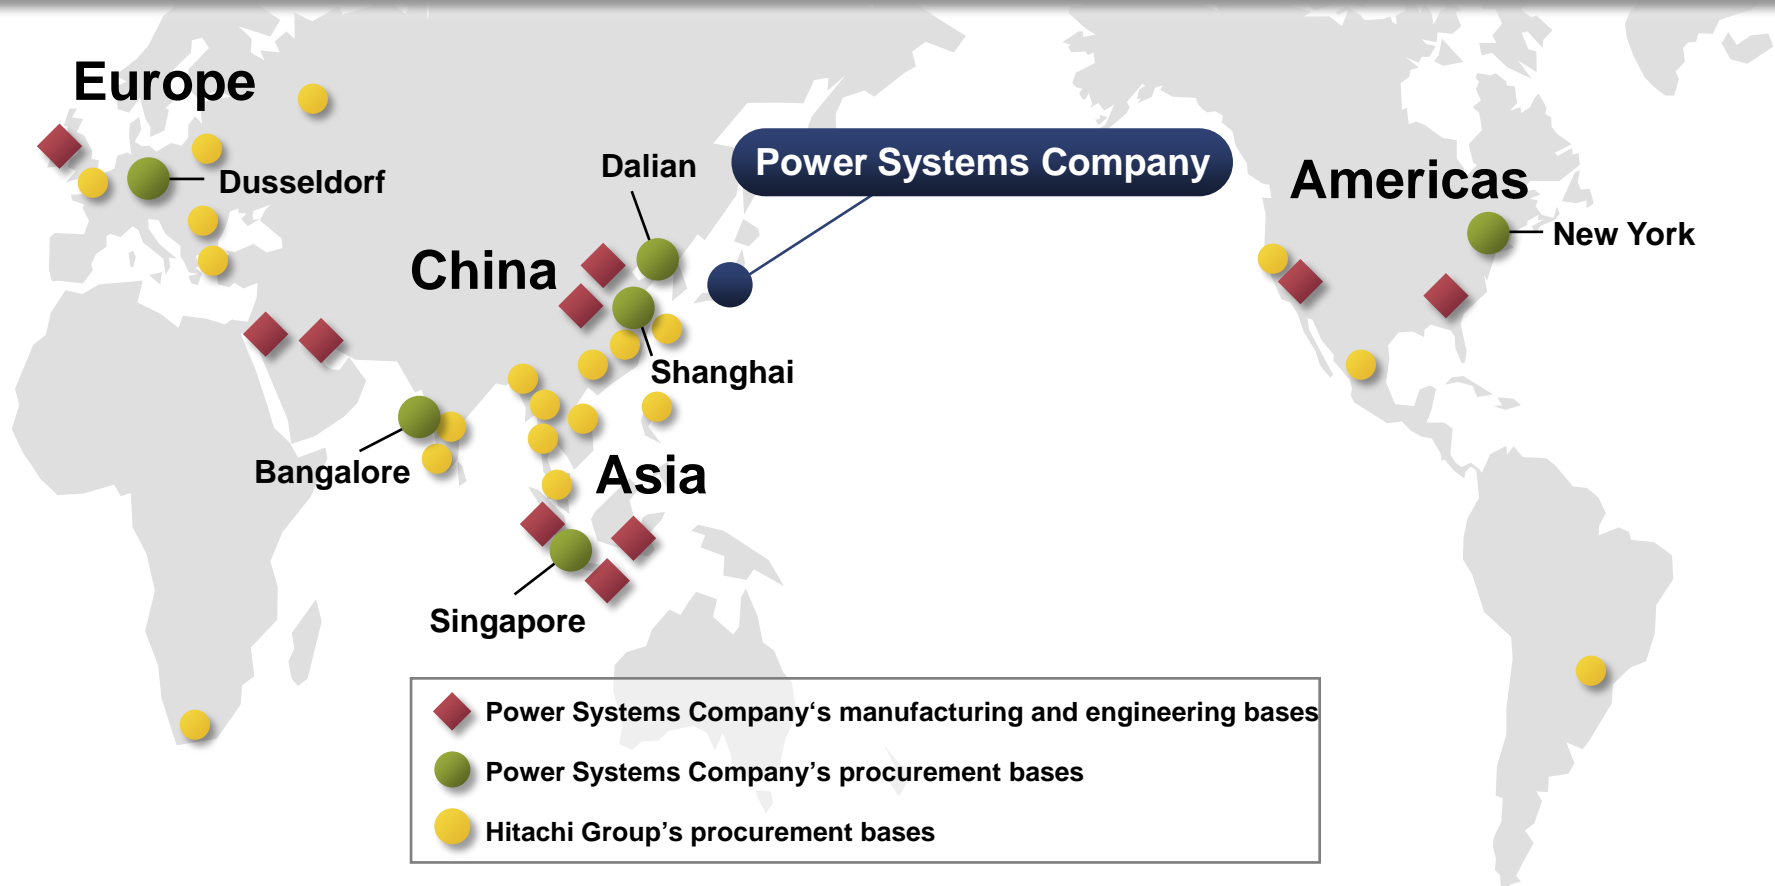 Europe
Dusseldorf
Dalian
Power Systems Company
Americas
New York
China
Shanghai
Bangalore
Asia
Singapore
Power Systems Company‘s manufacturing and engineering bases
Power Systems Company’s procurement bases
Hitachi Group’s procurement bases